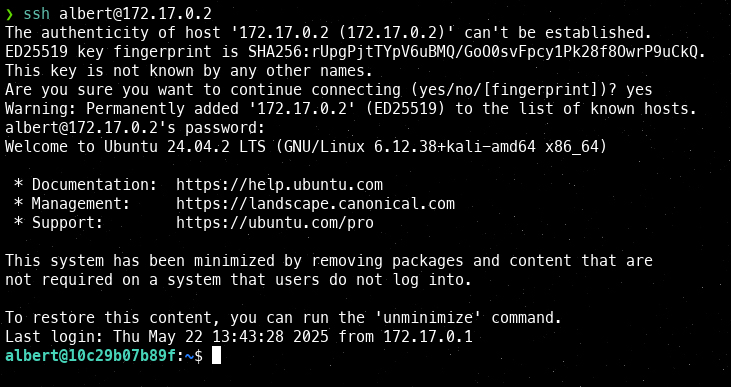 ❯ ssh albert@172.17.0.2
The authenticity of host '172.17.0.2 (172.17.0.2)' can't be established.
ED25519 key fingerprint is SHA256:rUpgPjtTYpV6uBMQ/GoO0svFpcy1Pk28f8OwrP9uCkQ.
This key is not known by any other names.
Are you sure you want to continue connecting (yes/no/[fingerprint])? yes
Warning: Permanently added '172.17.0.2' (ED25519) to the list of known hosts.
albert@172.17.0.2's password:
Welcome to Ubuntu 24.04.2 LTS (GNU/Linux 6.12.38+kali-amd64 x86_64)
* Documentation:  https://help.ubuntu.com
* Management:     https://landscape.canonical.com
* Support:        https://ubuntu.com/pro
This system has been minimized by removing packages and content that are
not required on a system that users do not log into.
To restore this content, you can run the 'unminimize' command.
Last login: Thu May 22 13:43:28 2025 from 172.17.0.1
albert@10c29b07b89f:~$